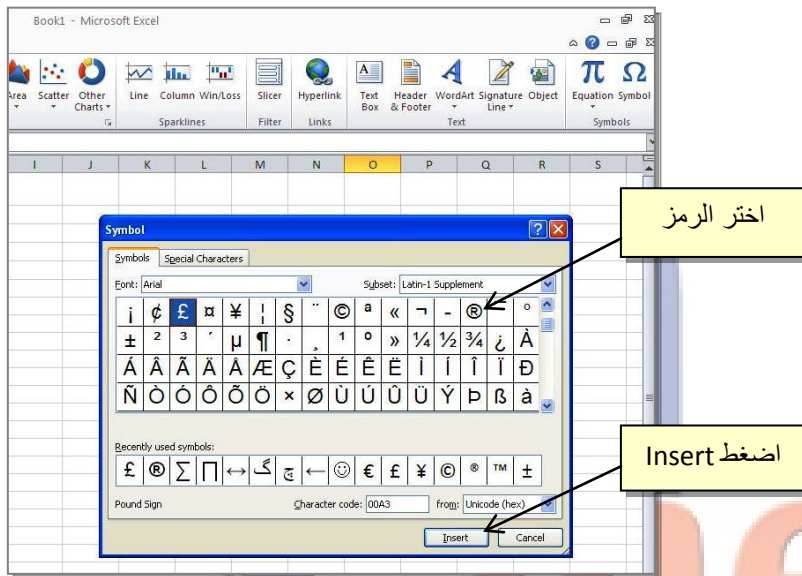 Book1 - Microsoft Excel
Area Scatter Other Charts Line Column Win/Loss Slicer Hyperlink Text Box Header & Footer WordArt Signature Line Object Equation Symbol
Sparklines Filter Links Text Symbols
I J K L M N O P Q R S
اختر الرمز
Symbol
Symbols Special Characters
Font: Arial Subset: Latin-1 Supplement
¡ ¢ £ ¤ ¥ ¦ § ¨ © ª « ¬ - ® ¯ °
± ² ³ ´ µ ¶ · ¸ ¹ º » ¼ ½ ¾ ¿ À
Á Â Ã Ä Å Æ Ç È É Ê Ë Ì Í Î Ï Ð
Ñ Ò Ó Ô Õ Ö × Ø Ù Ú Û Ü Ý Þ ß à
Recently used symbols:
£ ® ∑ ∏ ↔ گ چ ← ☺ € £ ¥ © ® ™ ±
اضغط Insert
Pound Sign Character code: 00A3 from: Unicode (hex)
Insert Cancel